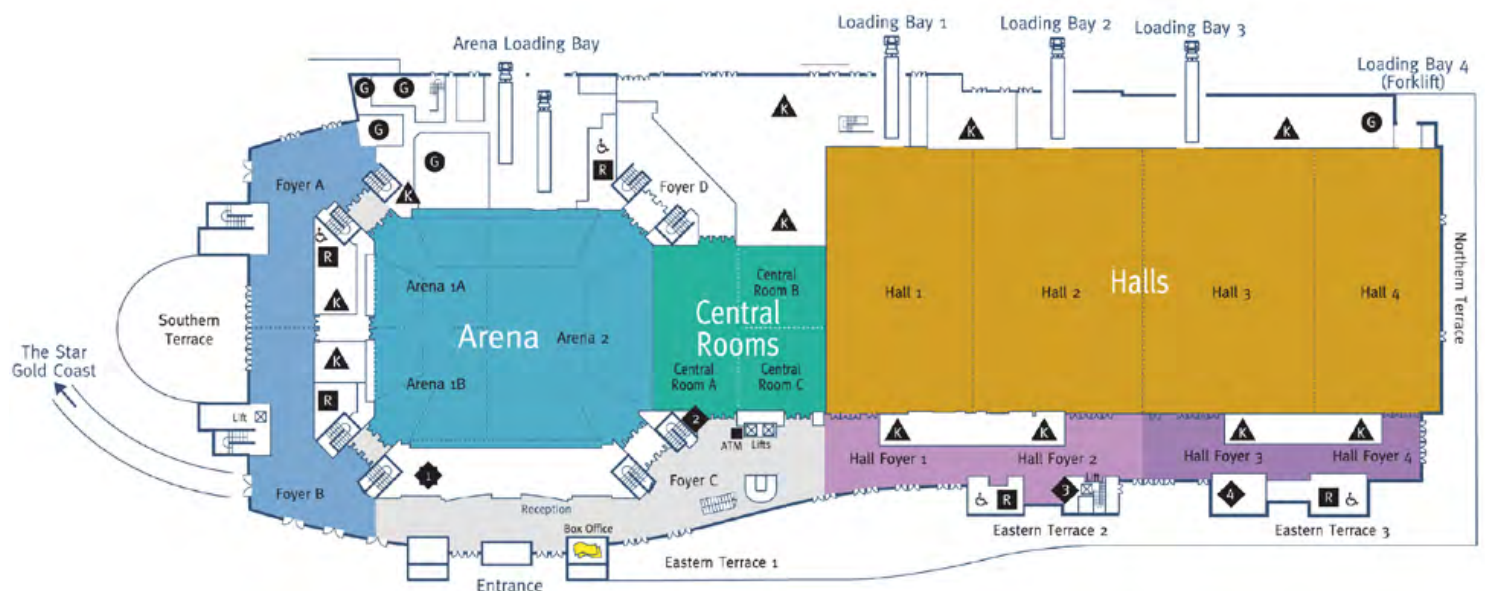 Loading Bay 1
Loading Bay 2
Loading Bay 3
Arena Loading Bay
Loading Bay 4
(Forklift)
G
G
G
G
G
K
K
K
K
K
R
Foyer A
Foyer D
R
K
Southern
Terrace
K
R
The Star
Gold Coast
Lift
Foyer B
Arena 1A
Arena
Arena 2
Arena 1B
Central
Room B
Central
Rooms
Central
Room A
Central
Room C
Halls
Hall 1
Hall 2
Hall 3
Hall 4
Northern Terrace
2
ATM
Lifts
K
K
K
K
Hall Foyer 1
Hall Foyer 2
Hall Foyer 3
Hall Foyer 4
1
Foyer C
Lift
R
3
4
R
Reception
Box Office
Eastern Terrace 1
Eastern Terrace 2
Eastern Terrace 3
Entrance